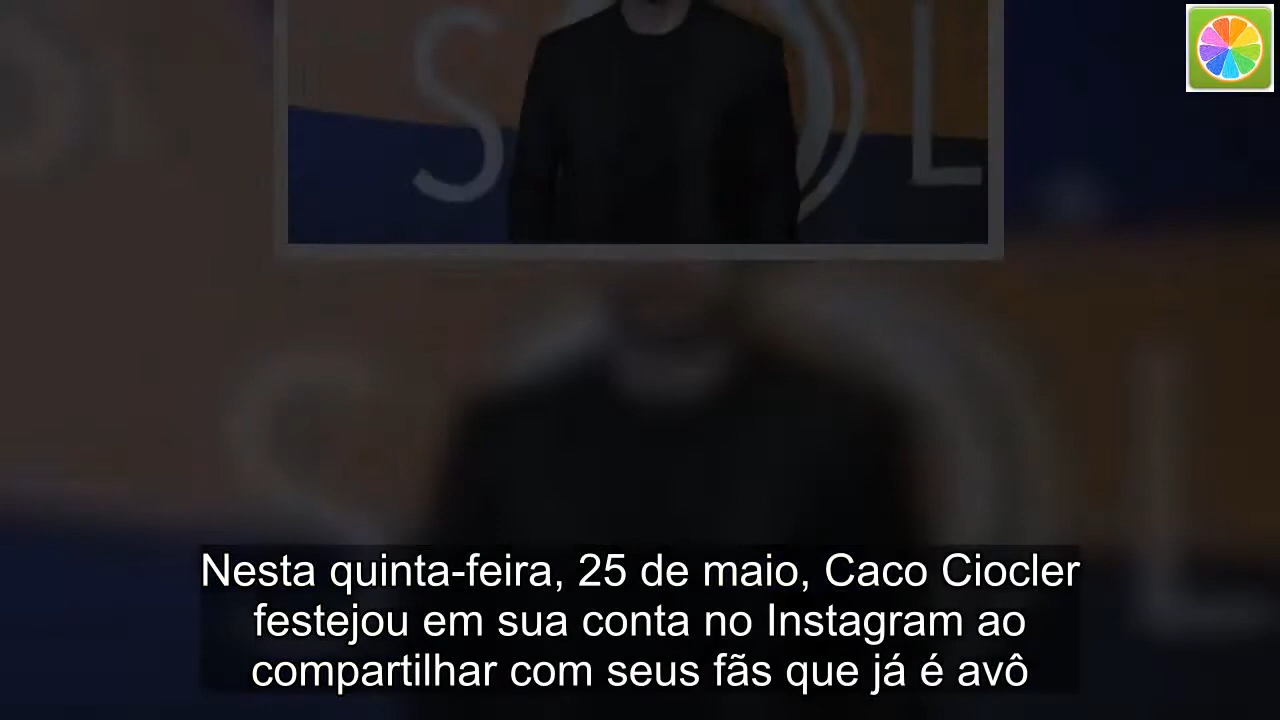 S O L
Nesta quinta-feira, 25 de maio, Caco Ciocler
festejou em sua conta no Instagram ao
compartilhar com seus fãs que já é avô